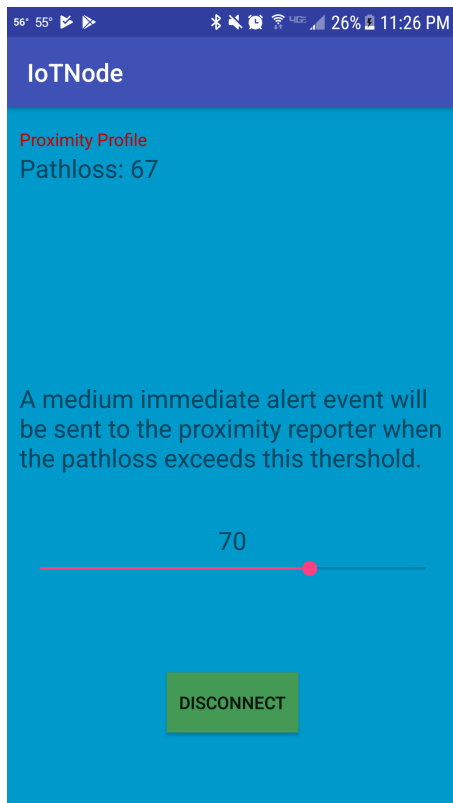 56° 55° 4GE 26% 11:26 PM
IoTNode
Proximity Profile
Pathloss: 67
A medium immediate alert event will
be sent to the proximity reporter when
the pathloss exceeds this thershold.
70
DISCONNECT